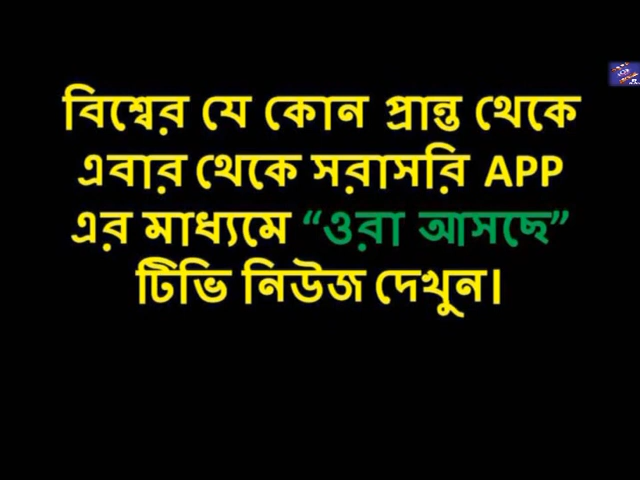 বিশ্বের যে কোন প্রান্ত থেকে
এবার থেকে সরাসরি APP
এর মাধ্যমে “ওরা আসছে”
টিভি নিউজ দেখুন।